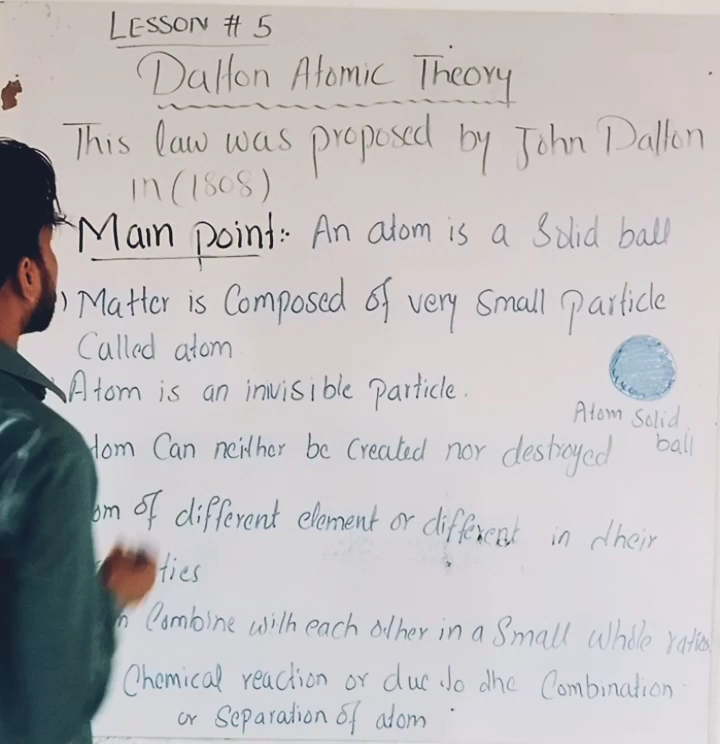 LESSON # 5
Dalton Atomic Theory
This law was proposed by John Dalton
in (1808)
Main point:- An atom is a Solid ball
) Matter is Composed of very Small particle
Called atom
Atom is an invisible particle.
Atom Solid
ball
tom Can neither be Created nor destroyed
om of different element or different in their
ties
n Combine with each other in a Small whole ratios
Chemical reaction or due to the Combination
or Separation of atom